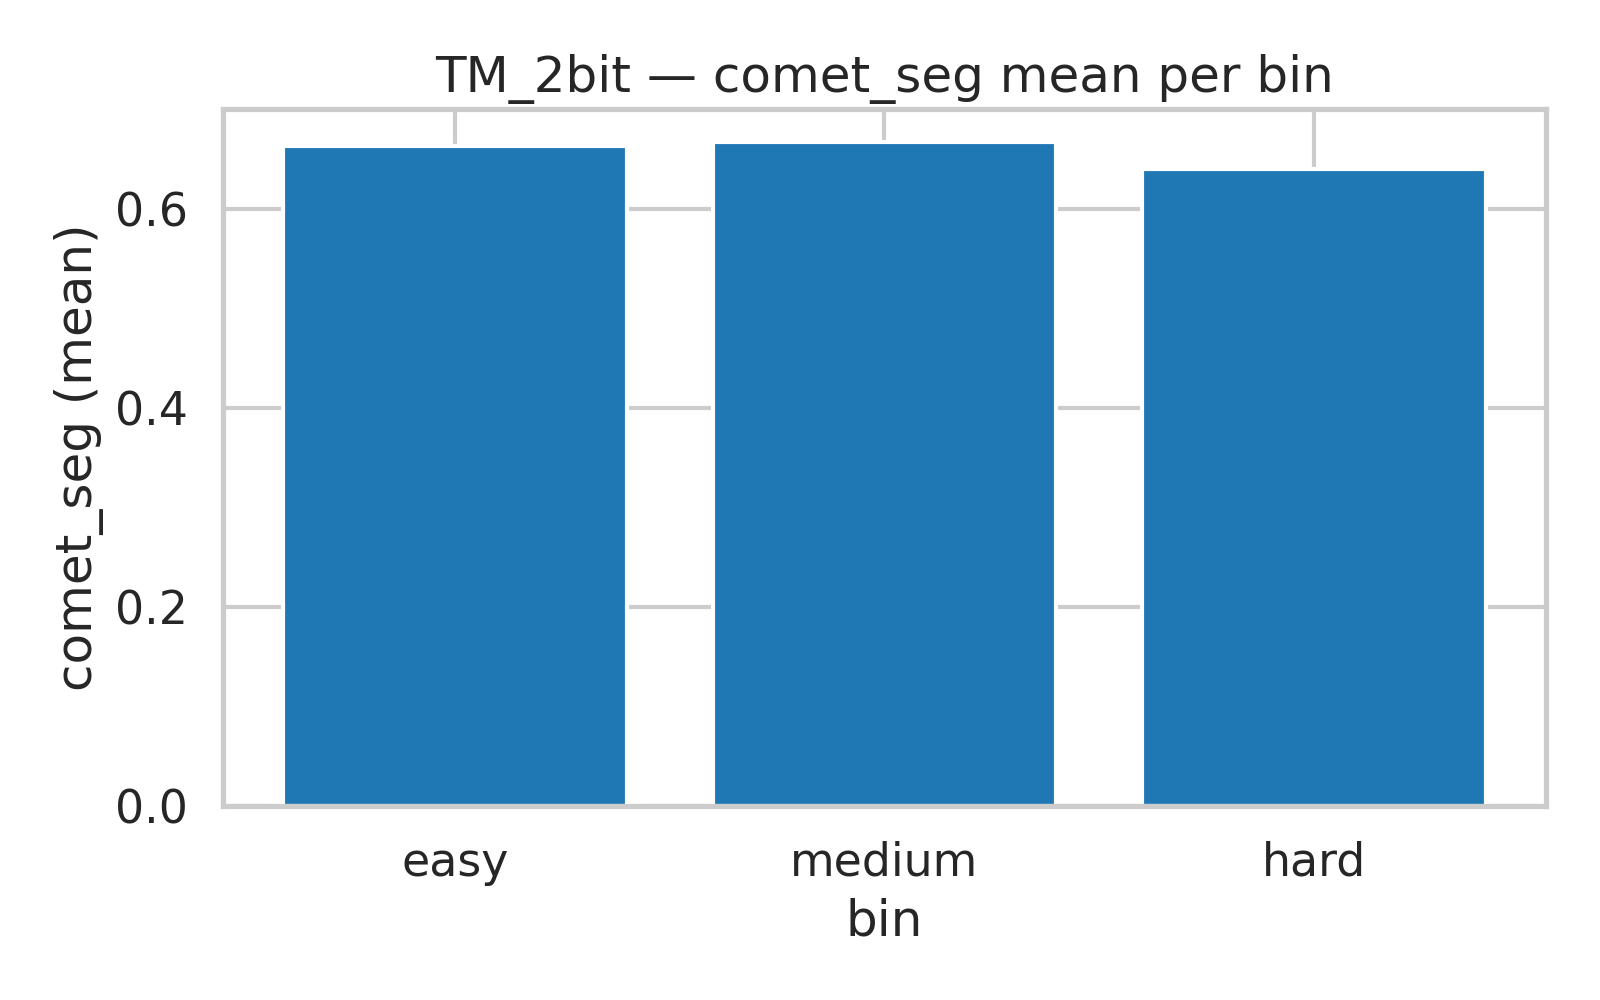 TM_2bit — comet_seg mean per bin
comet_seg (mean)
0.6
0.4
0.2
0.0
easy medium hard
bin